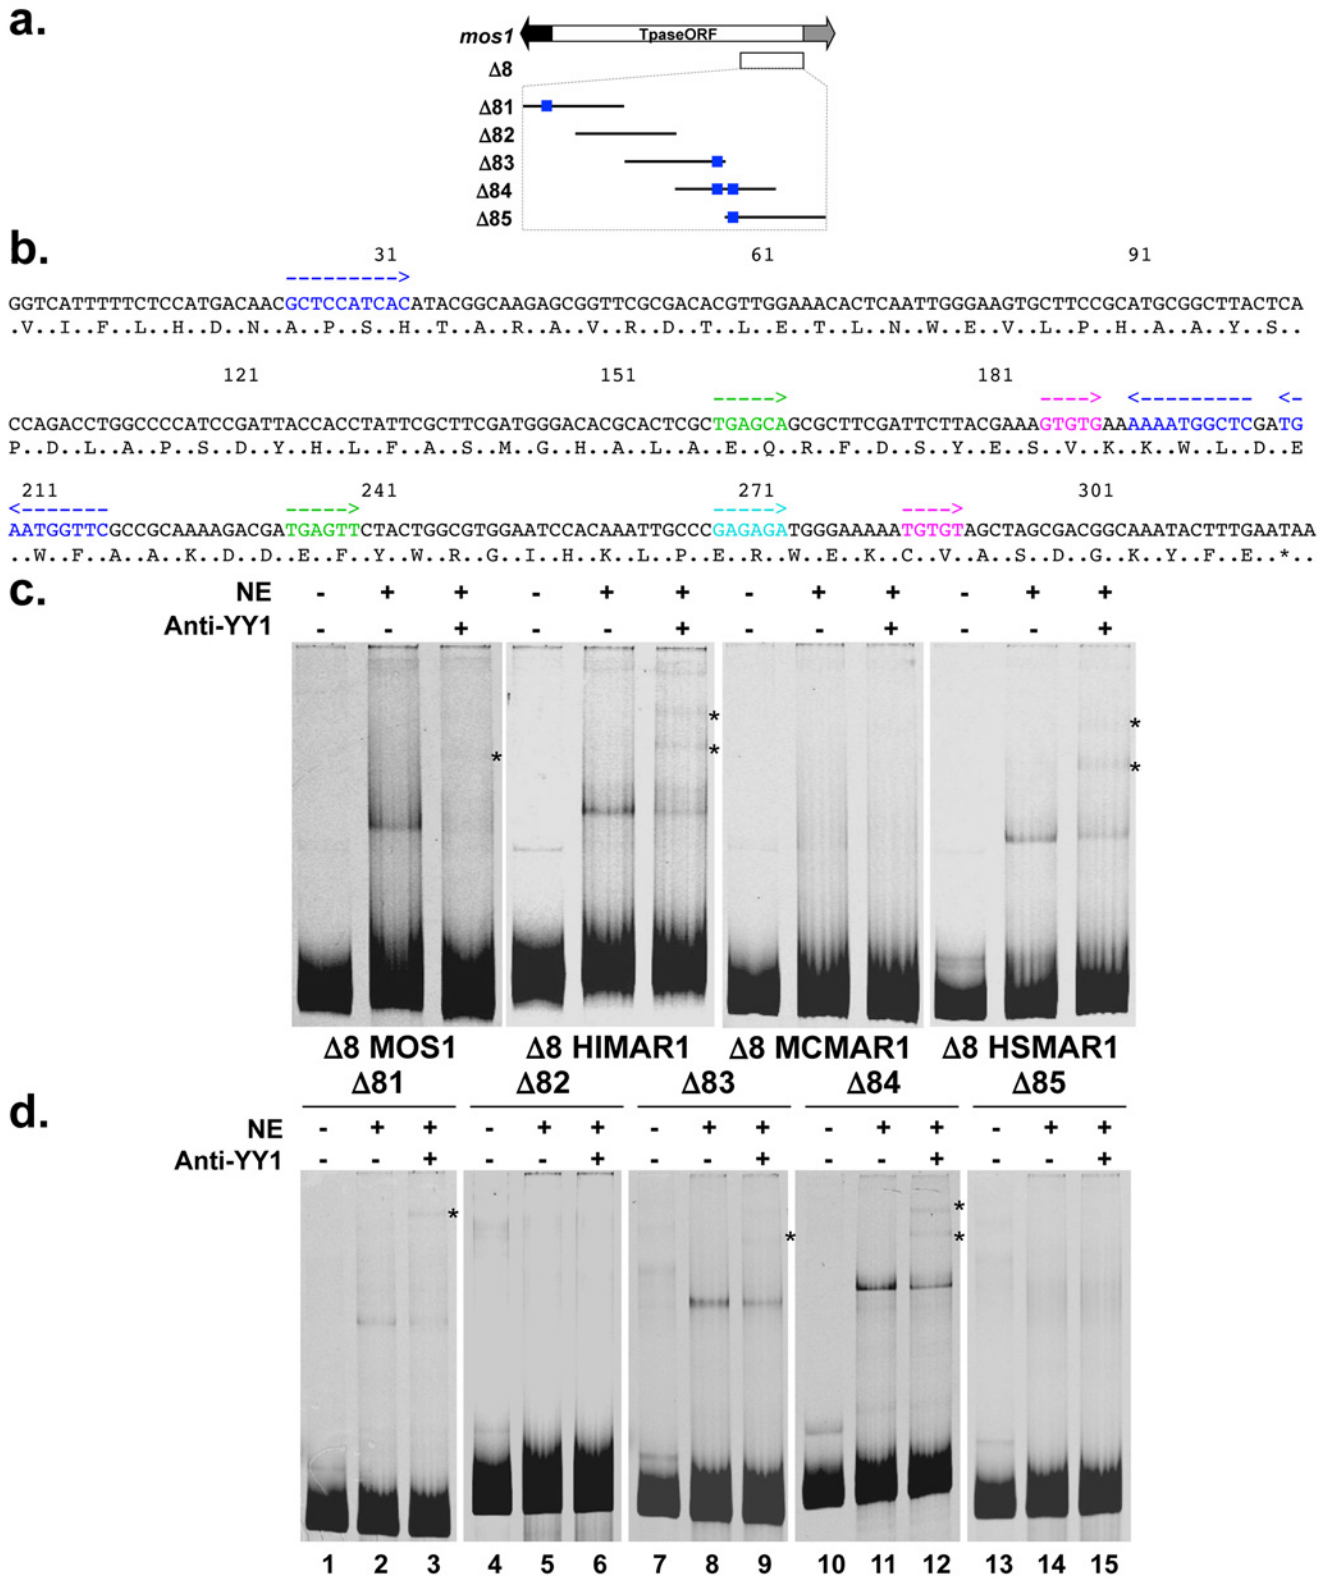 a.
mos1 TpaseORF
Δ8
Δ81
Δ82
Δ83
Δ84
Δ85
b.
31 61 91
--------->
GGTCATTTTTCTCCATGACAACGCTCCATCACATACGGCAAGAGCGGTTCGCGACACGTTGGAAACACTCAATTGGGAAGTGCTTCCGCATGCGGCTTACTCA
.V..I..F..L..H..D..N..A..P..S..H..T..A..R..A..V..R..D..T..L..E..T..L..N..W..E..V..L..P..H..A..A..Y..S..
121 151 181
-----> ----> <--------- <-
CCAGACCTGGCCCCATCCGATTACCACCTATTCGCTTCGATGGGACACGCACTCGCTGAGCAGCGCTTCGATTCTTACGAAAGTGTGAAAAAATGGCTCGATG
P..D..L..A..P..S..D..Y..H..L..F..A..S..M..G..H..A..L..A..E..Q..R..F..D..S..Y..E..S..V..K..K..W..L..D..E
211 241 271 301
<------- -----> -----> ---->
AATGGTTCGCCGCAAAAGACGATGAGTTCTACTGGCGTGGAATCCACAAATTGCCCGAGAGATGGGAAAAATGTGTAGCTAGCGACGGCAAATACTTTGAATAA
..W..F..A..A..K..D..D..E..F..Y..W..R..G..I..H..K..L..P..E..R..W..E..K..C..V..A..S..D..G..K..Y..F..E..*..
c.
NE - + + - + + - + + - + +
Anti-YY1 - - + - - + - - + - - +
* * * * *
Δ8 MOS1 Δ8 HIMAR1 Δ8 MCMAR1 Δ8 HSMAR1
d.
Δ81 Δ82 Δ83 Δ84 Δ85
NE - + + - + + - + + - + + - + +
Anti-YY1 - - + - - + - - + - - + - - +
* * * *
1 2 3 4 5 6 7 8 9 10 11 12 13 14 15